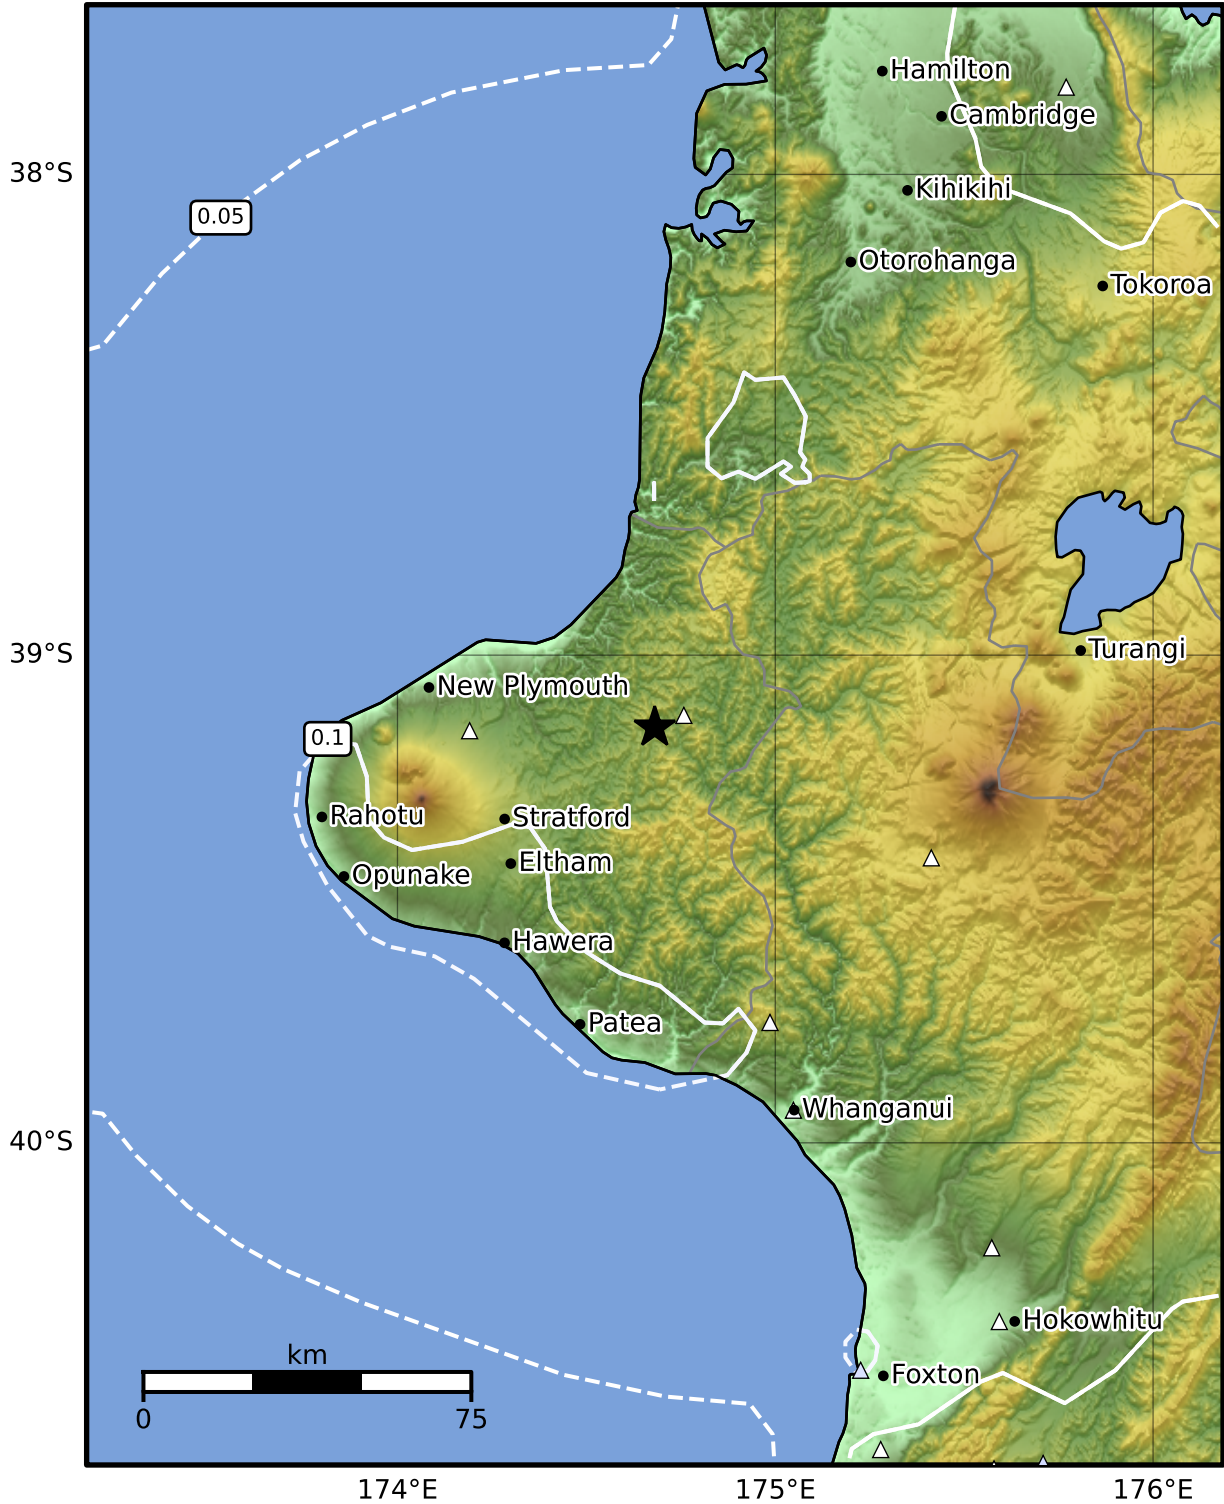 Hamilton
Cambridge
38°S
Kihikihi
0.05
Otorohanga
Tokoroa
39°S
Turangi
New Plymouth
0.1
Rahotu
Stratford
Eltham
Opunake
Hawera
Patea
Whanganui
40°S
Hokowhitu
km
Foxton
0
75
174°E
175°E
176°E